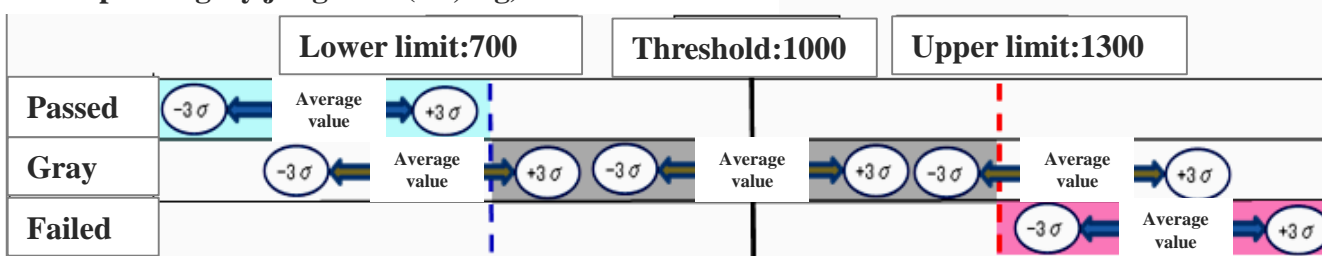 Lower limit:700
Threshold:1000
Upper limit:1300
Passed
-3σ
Average
value
+3σ
Gray
-3σ
Average
value
+3σ
-3σ
Average
value
+3σ
-3σ
Average
value
+3σ
Failed
-3σ
Average
value
+3σ